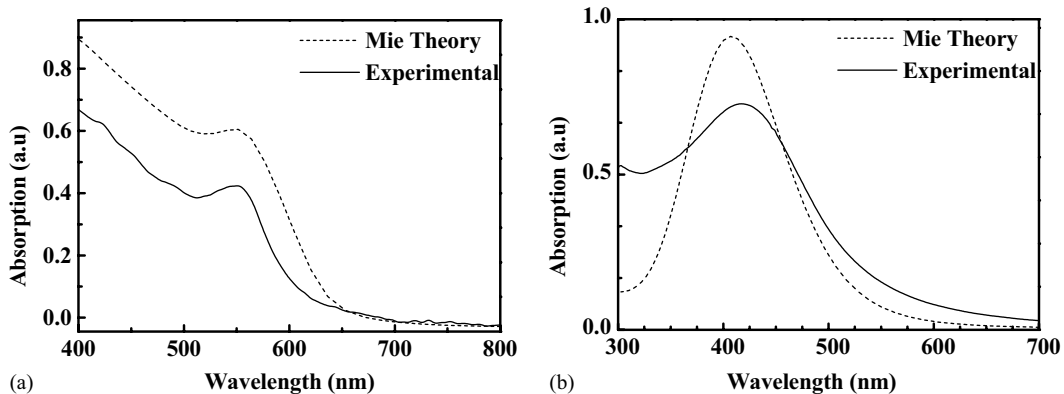 0.8
0.6
0.4
0.2
0.0
Absorption (a.u)
Mie Theory
Experimental
400 500 600 700 800
Wavelength (nm)
(a)
1.0
0.5
1.0
Absorption (a.u)
Mie Theory
Experimental
300 400 500 600 700
Wavelength (nm)
(b)